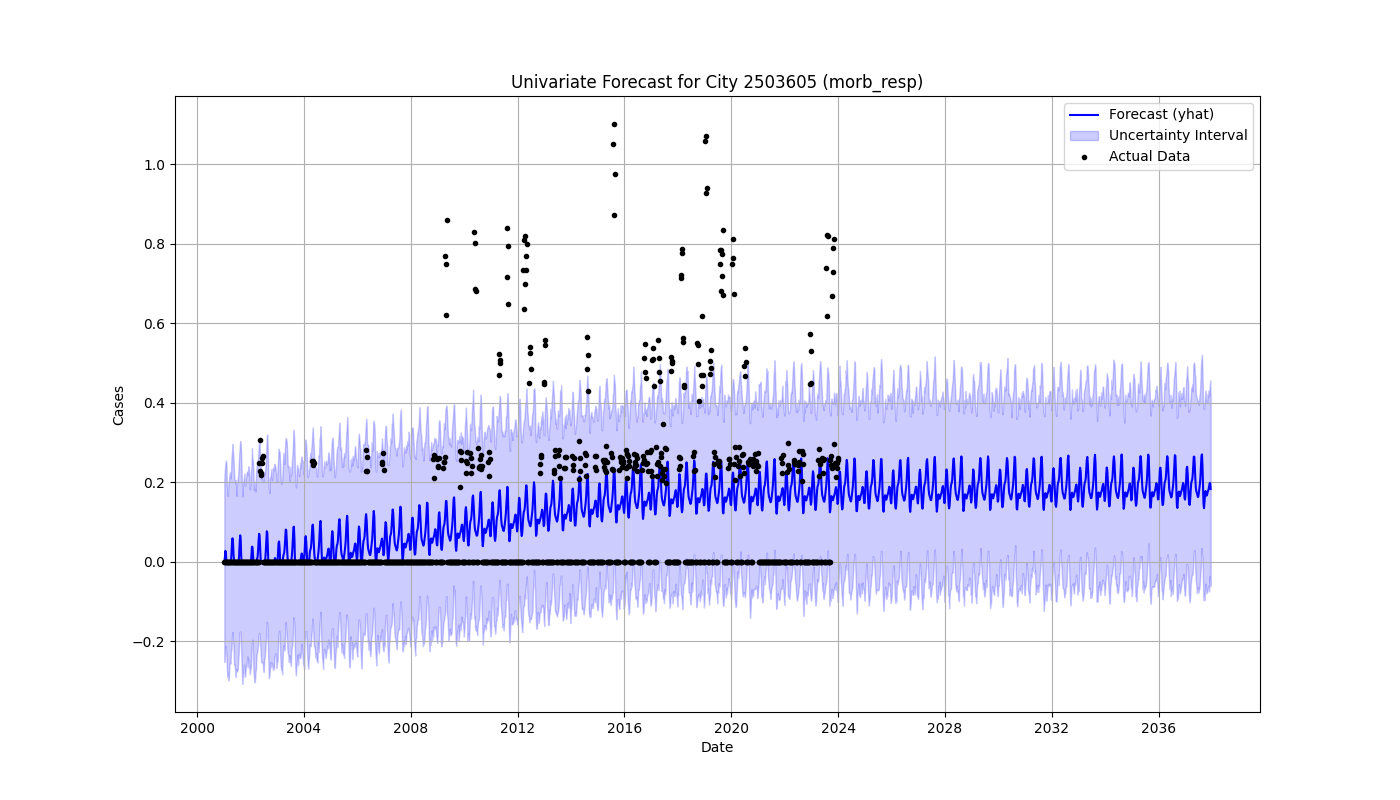 Univariate Forecast for City 2503605 (morb_resp)
Forecast (yhat)
Uncertainty Interval
Actual Data
1.0
0.8
0.6
0.4
0.2
0.0
−0.2
Cases
2000 2004 2008 2012 2016 2020 2024 2028 2032 2036
Date